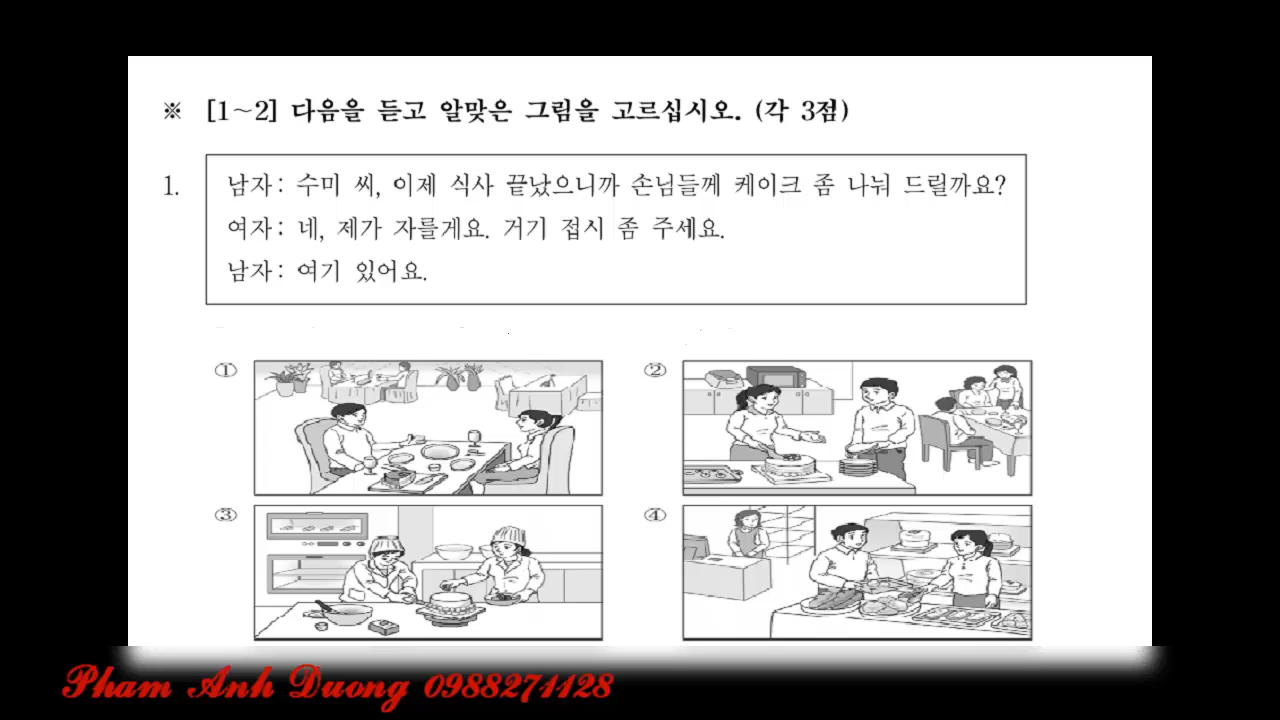 ※ [1~2] 다음을 듣고 알맞은 그림을 고르십시오. (각 3점)
1. 남자: 수미 씨, 이제 식사 끝났으니까 손님들께 케이크 좀 나눠 드릴까요?
여자: 네, 제가 자를게요. 거기 접시 좀 주세요.
남자: 여기 있어요.
① ②
③ ④
Pham Anh Duong 0988271128